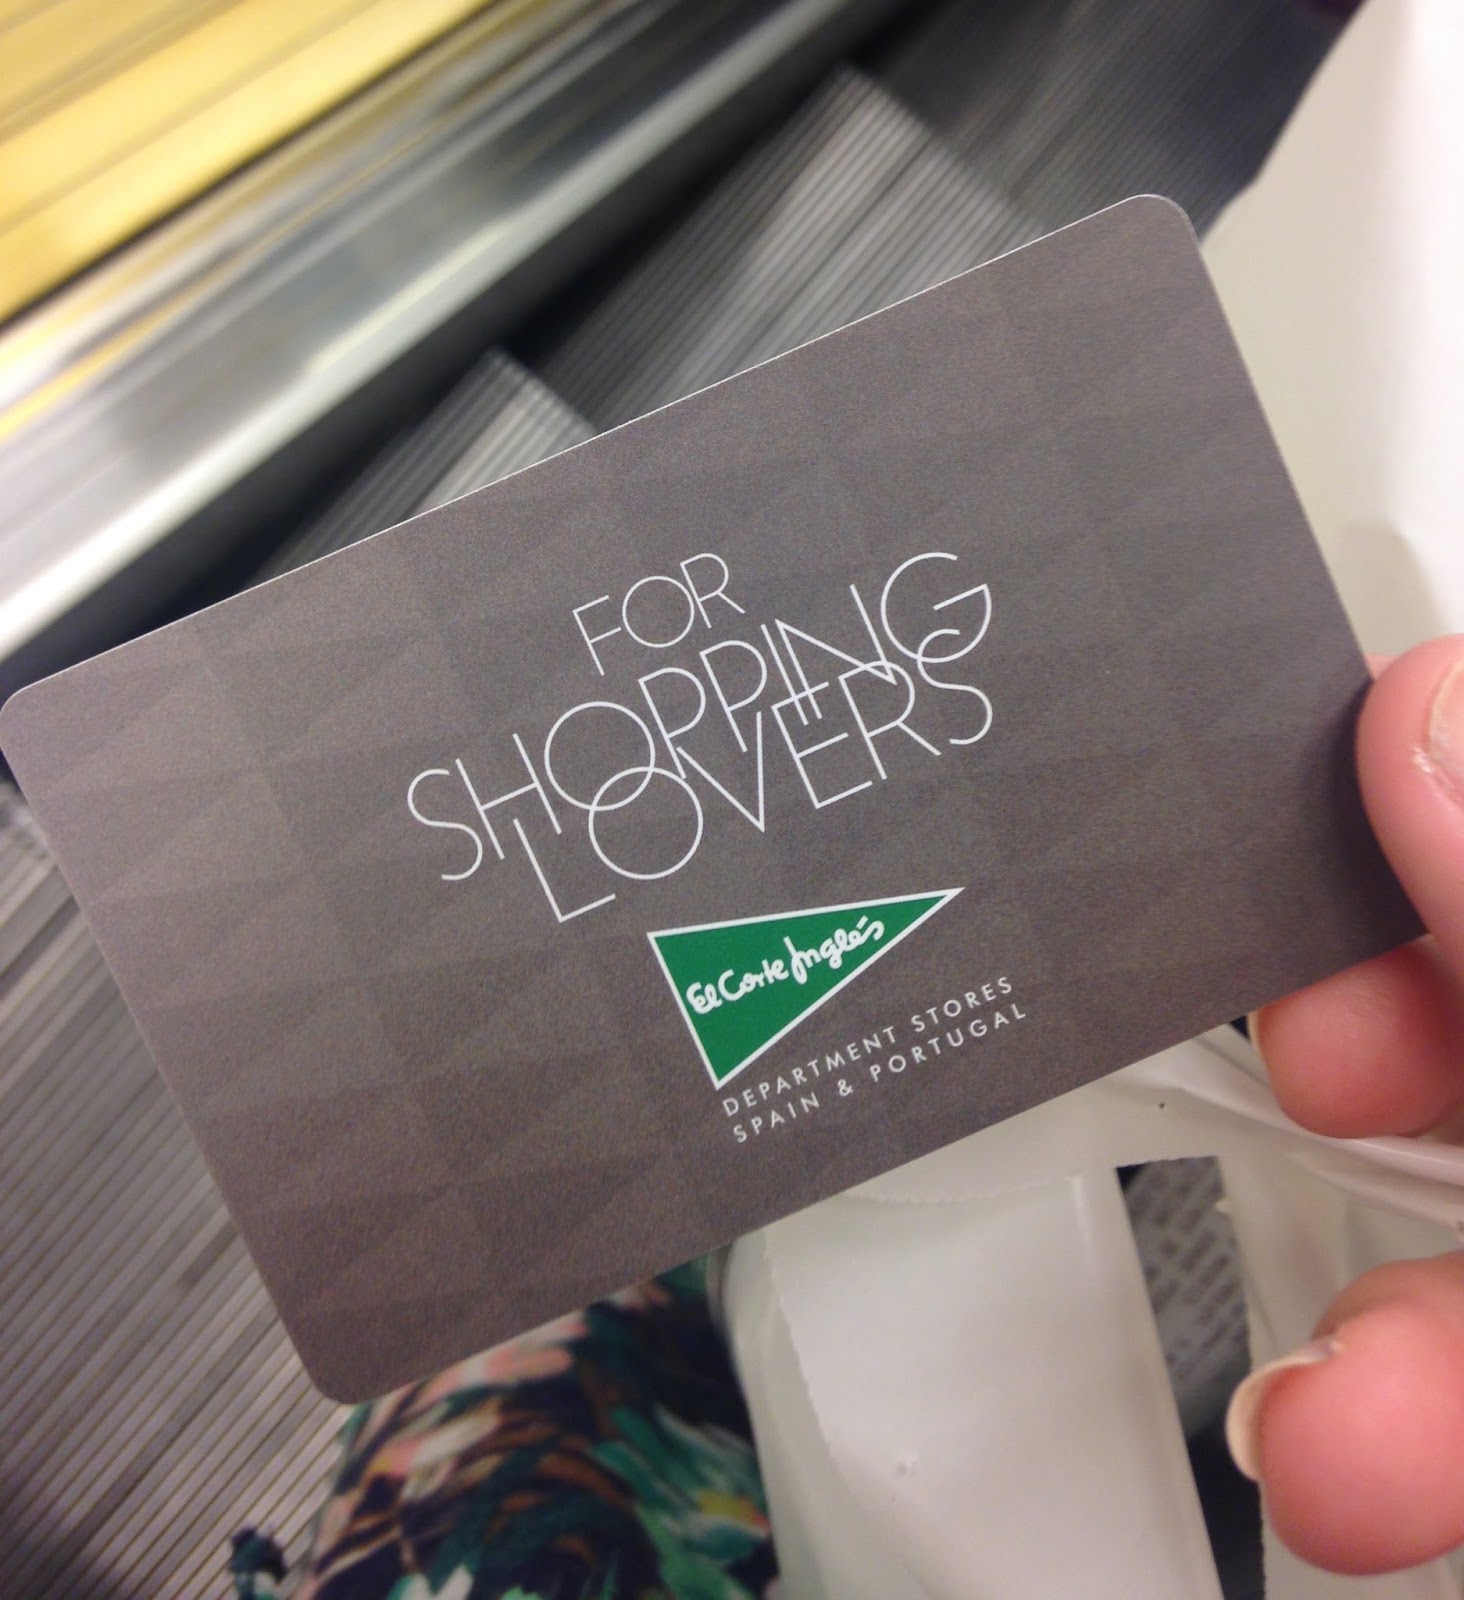 FOR
SHOPPING
LOVERS
El Corte Inglés
DEPARTMENT STORES
SPAIN & PORTUGAL